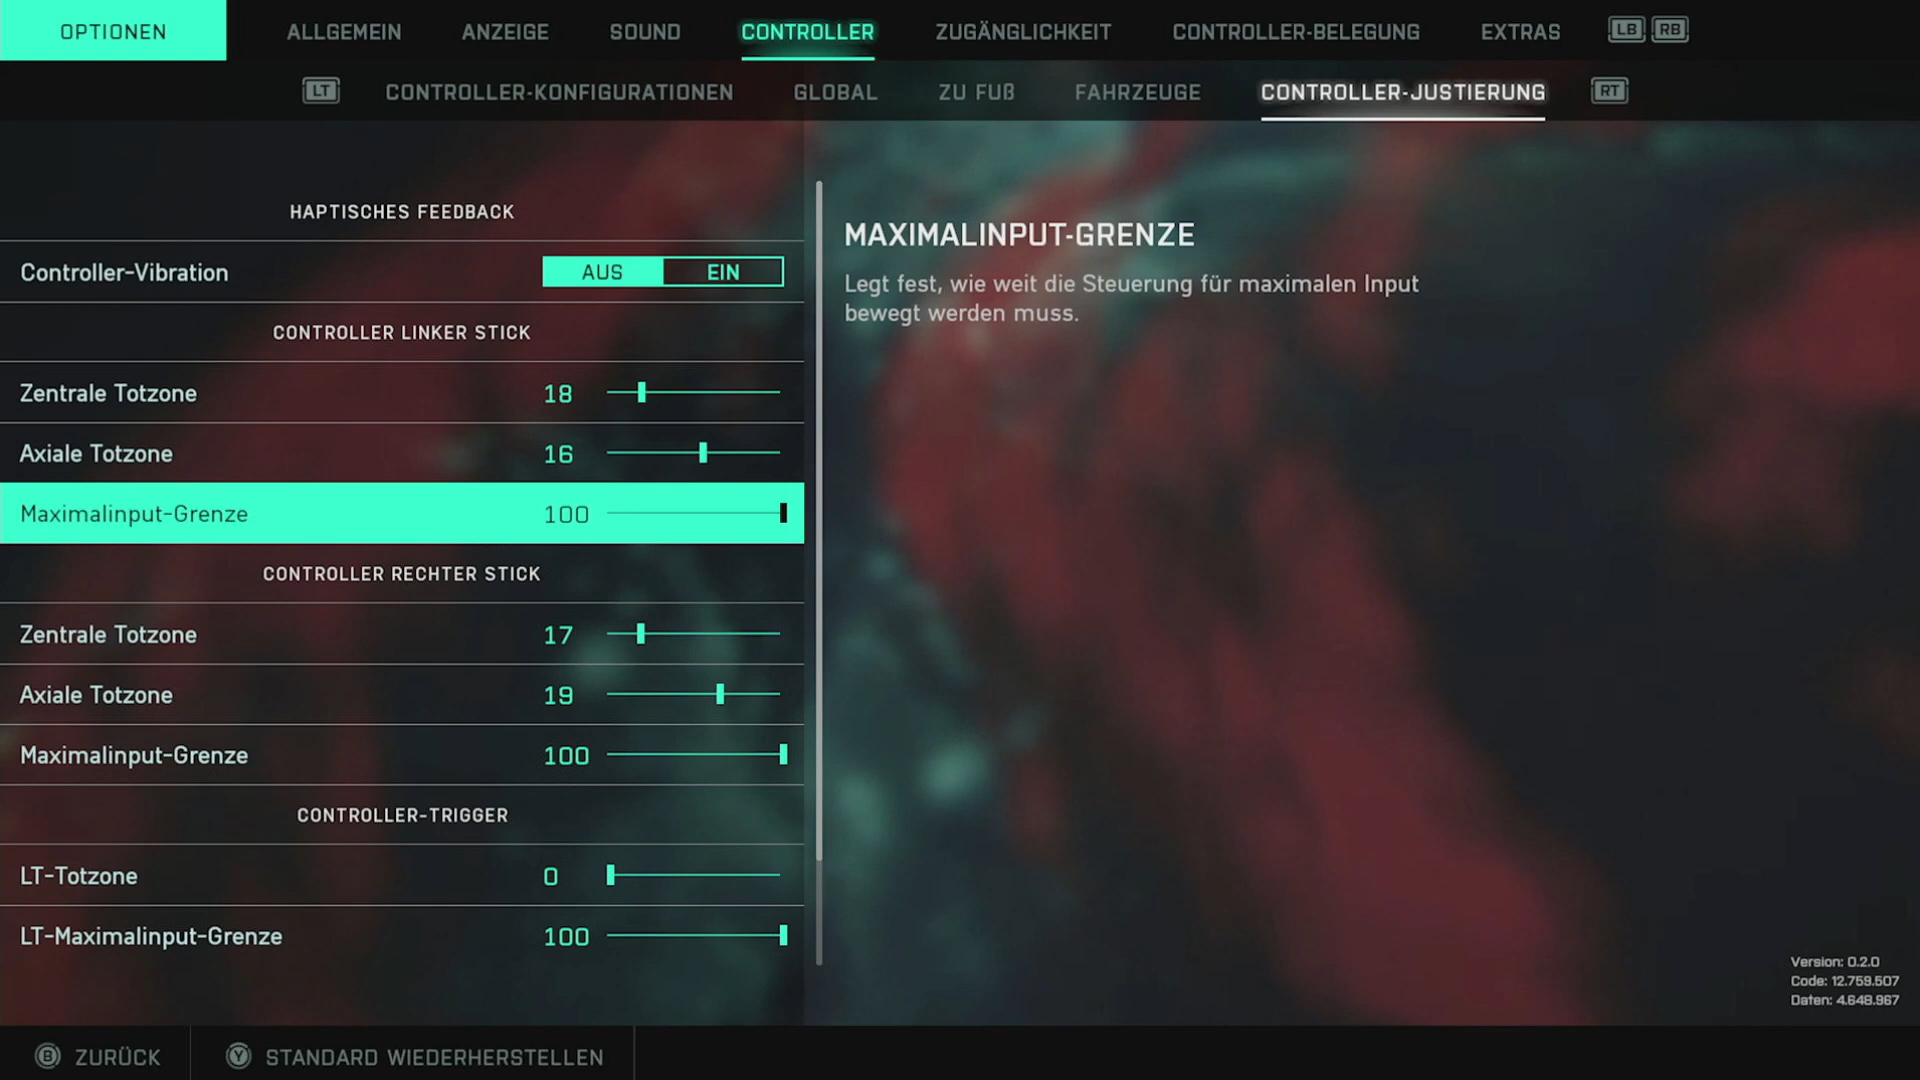 OPTIONEN
ALLGEMEIN
ANZEIGE
SOUND
CONTROLLER
ZUGÄNGLICHKEIT
CONTROLLER-BELEGUNG
EXTRAS
LB
RB
LT
CONTROLLER-KONFIGURATIONEN
GLOBAL
ZU FUß
FAHRZEUGE
CONTROLLER-JUSTIERUNG
RT
HAPTISCHES FEEDBACK
Controller-Vibration
AUS
EIN
CONTROLLER LINKER STICK
Zentrale Totzone
18
Axiale Totzone
16
Maximalinput-Grenze
100
CONTROLLER RECHTER STICK
Zentrale Totzone
17
Axiale Totzone
19
Maximalinput-Grenze
100
CONTROLLER-TRIGGER
LT-Totzone
0
LT-Maximalinput-Grenze
100
MAXIMALINPUT-GRENZE
Legt fest, wie weit die Steuerung für maximalen Input
bewegt werden muss.
Version: 0.2.0
Code: 12.759.507
Daten: 4.648.967
B ZURÜCK
Y STANDARD WIEDERHERSTELLEN